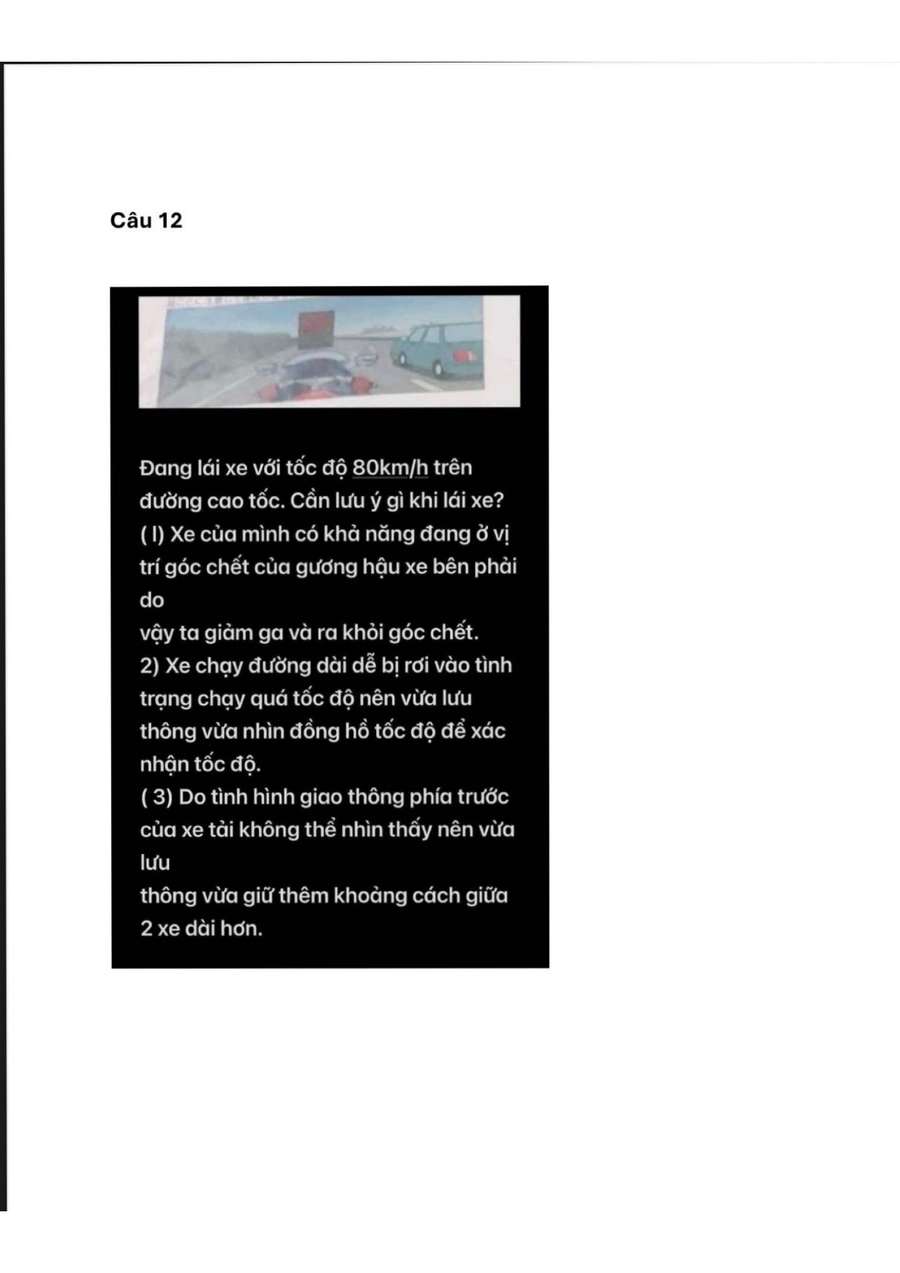 Câu 12
Đang lái xe với tốc độ 80km/h trên
đường cao tốc. Cần lưu ý gì khi lái xe?
( l) Xe của mình có khả năng đang ở vị
trí góc chết của gương hậu xe bên phải
do
vậy ta giảm ga và ra khỏi góc chết.
2) Xe chạy đường dài dễ bị rơi vào tình
trạng chạy quá tốc độ nên vừa lưu
thông vừa nhìn đồng hồ tốc độ để xác
nhận tốc độ.
( 3) Do tình hình giao thông phía trước
của xe tải không thể nhìn thấy nên vừa
lưu
thông vừa giữ thêm khoảng cách giữa
2 xe dài hơn.